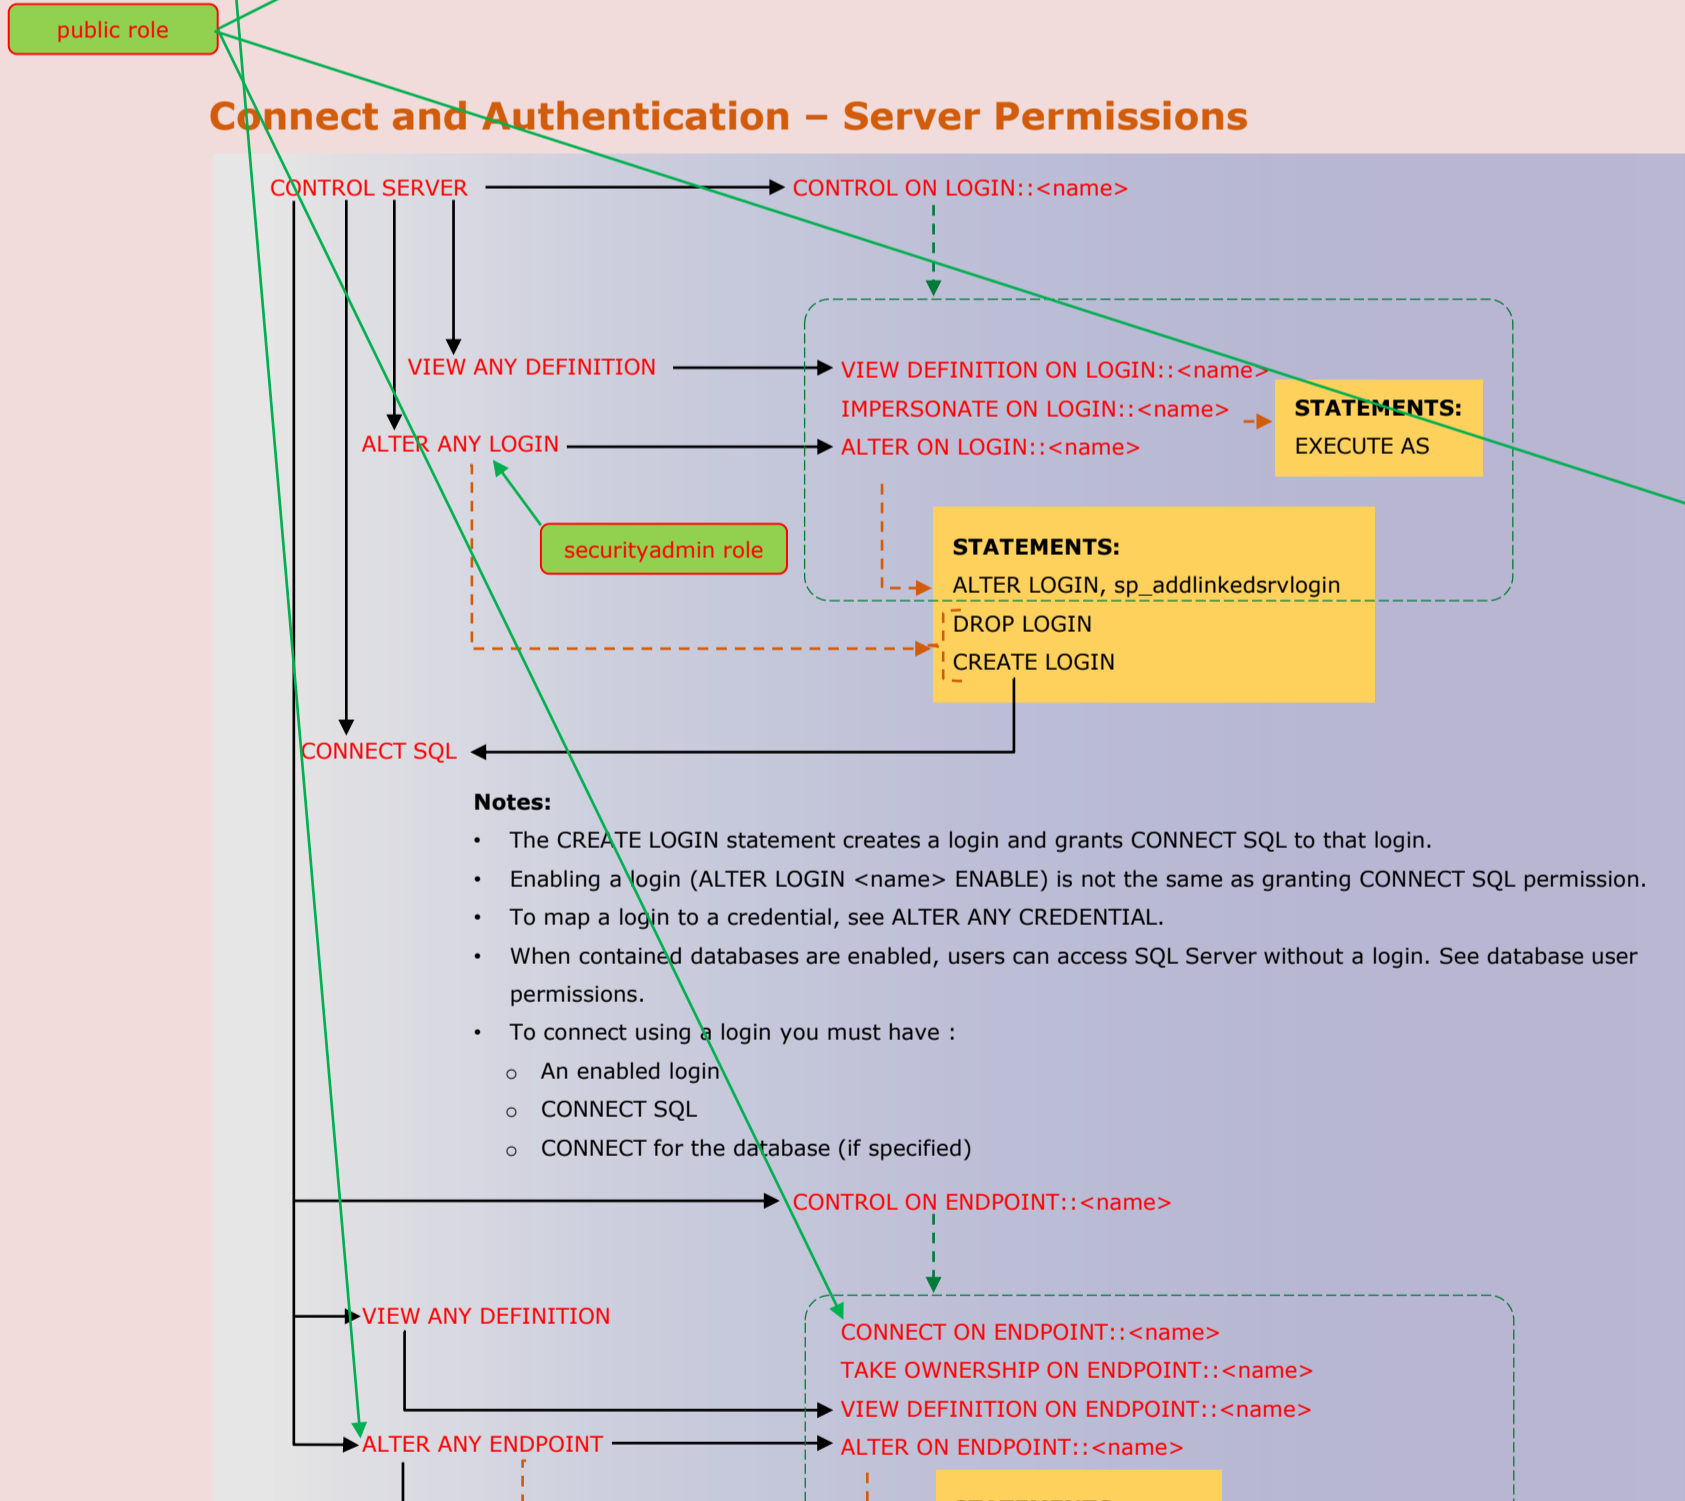 public role
Connect and Authentication – Server Permissions
CONTROL SERVER
CONTROL ON LOGIN::<name>
VIEW ANY DEFINITION
VIEW DEFINITION ON LOGIN::<name>
IMPERSONATE ON LOGIN::<name>
STATEMENTS:
EXECUTE AS
ALTER ANY LOGIN
ALTER ON LOGIN::<name>
securityadmin role
STATEMENTS:
ALTER LOGIN, sp_addlinkedsrvlogin
DROP LOGIN
CREATE LOGIN
CONNECT SQL
Notes:
• The CREATE LOGIN statement creates a login and grants CONNECT SQL to that login.
• Enabling a login (ALTER LOGIN <name> ENABLE) is not the same as granting CONNECT SQL permission.
• To map a login to a credential, see ALTER ANY CREDENTIAL.
• When contained databases are enabled, users can access SQL Server without a login. See database user
permissions.
• To connect using a login you must have :
o An enabled login
o CONNECT SQL
o CONNECT for the database (if specified)
CONTROL ON ENDPOINT::<name>
VIEW ANY DEFINITION
CONNECT ON ENDPOINT::<name>
TAKE OWNERSHIP ON ENDPOINT::<name>
VIEW DEFINITION ON ENDPOINT::<name>
ALTER ANY ENDPOINT
ALTER ON ENDPOINT::<name>